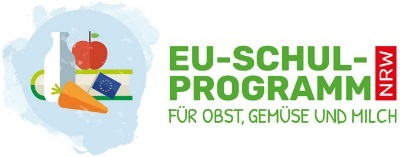 EU-SCHUL-
PROGRAMM NRW
FÜR OBST, GEMÜSE UND MILCH